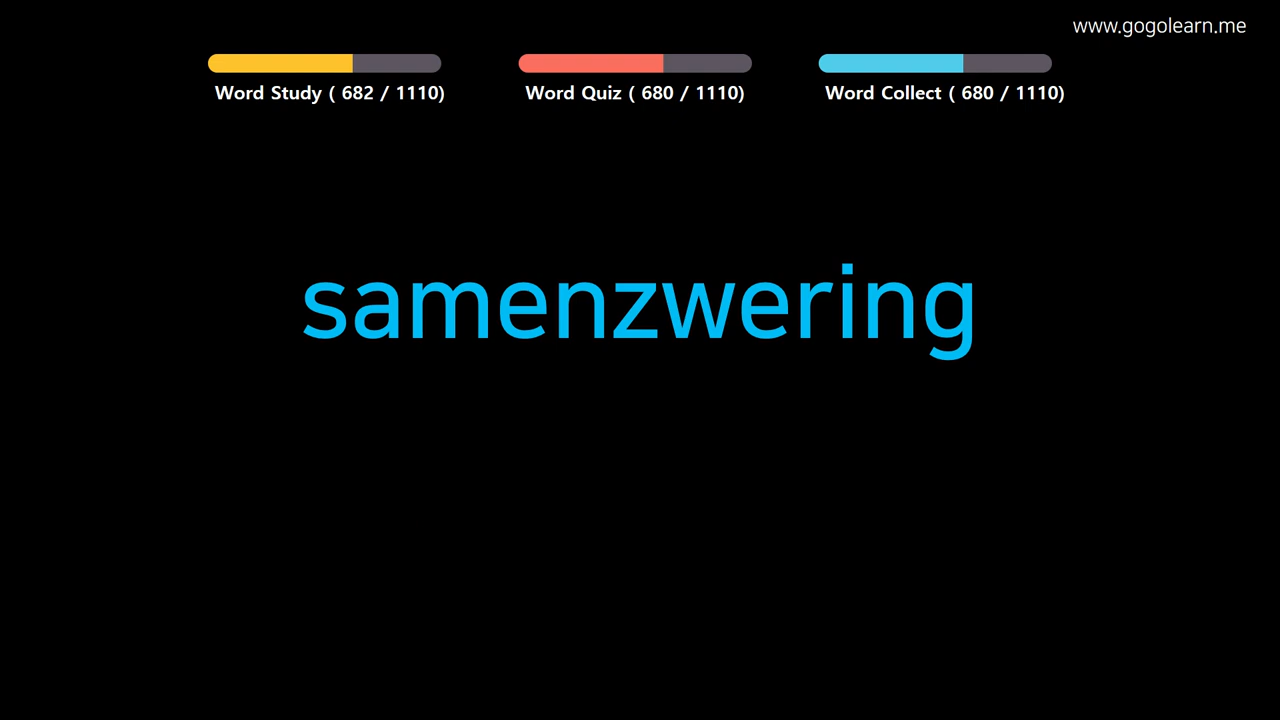 www.gogolearn.me
Word Study ( 682 / 1110)
Word Quiz ( 680 / 1110)
Word Collect ( 680 / 1110)
samenzwering